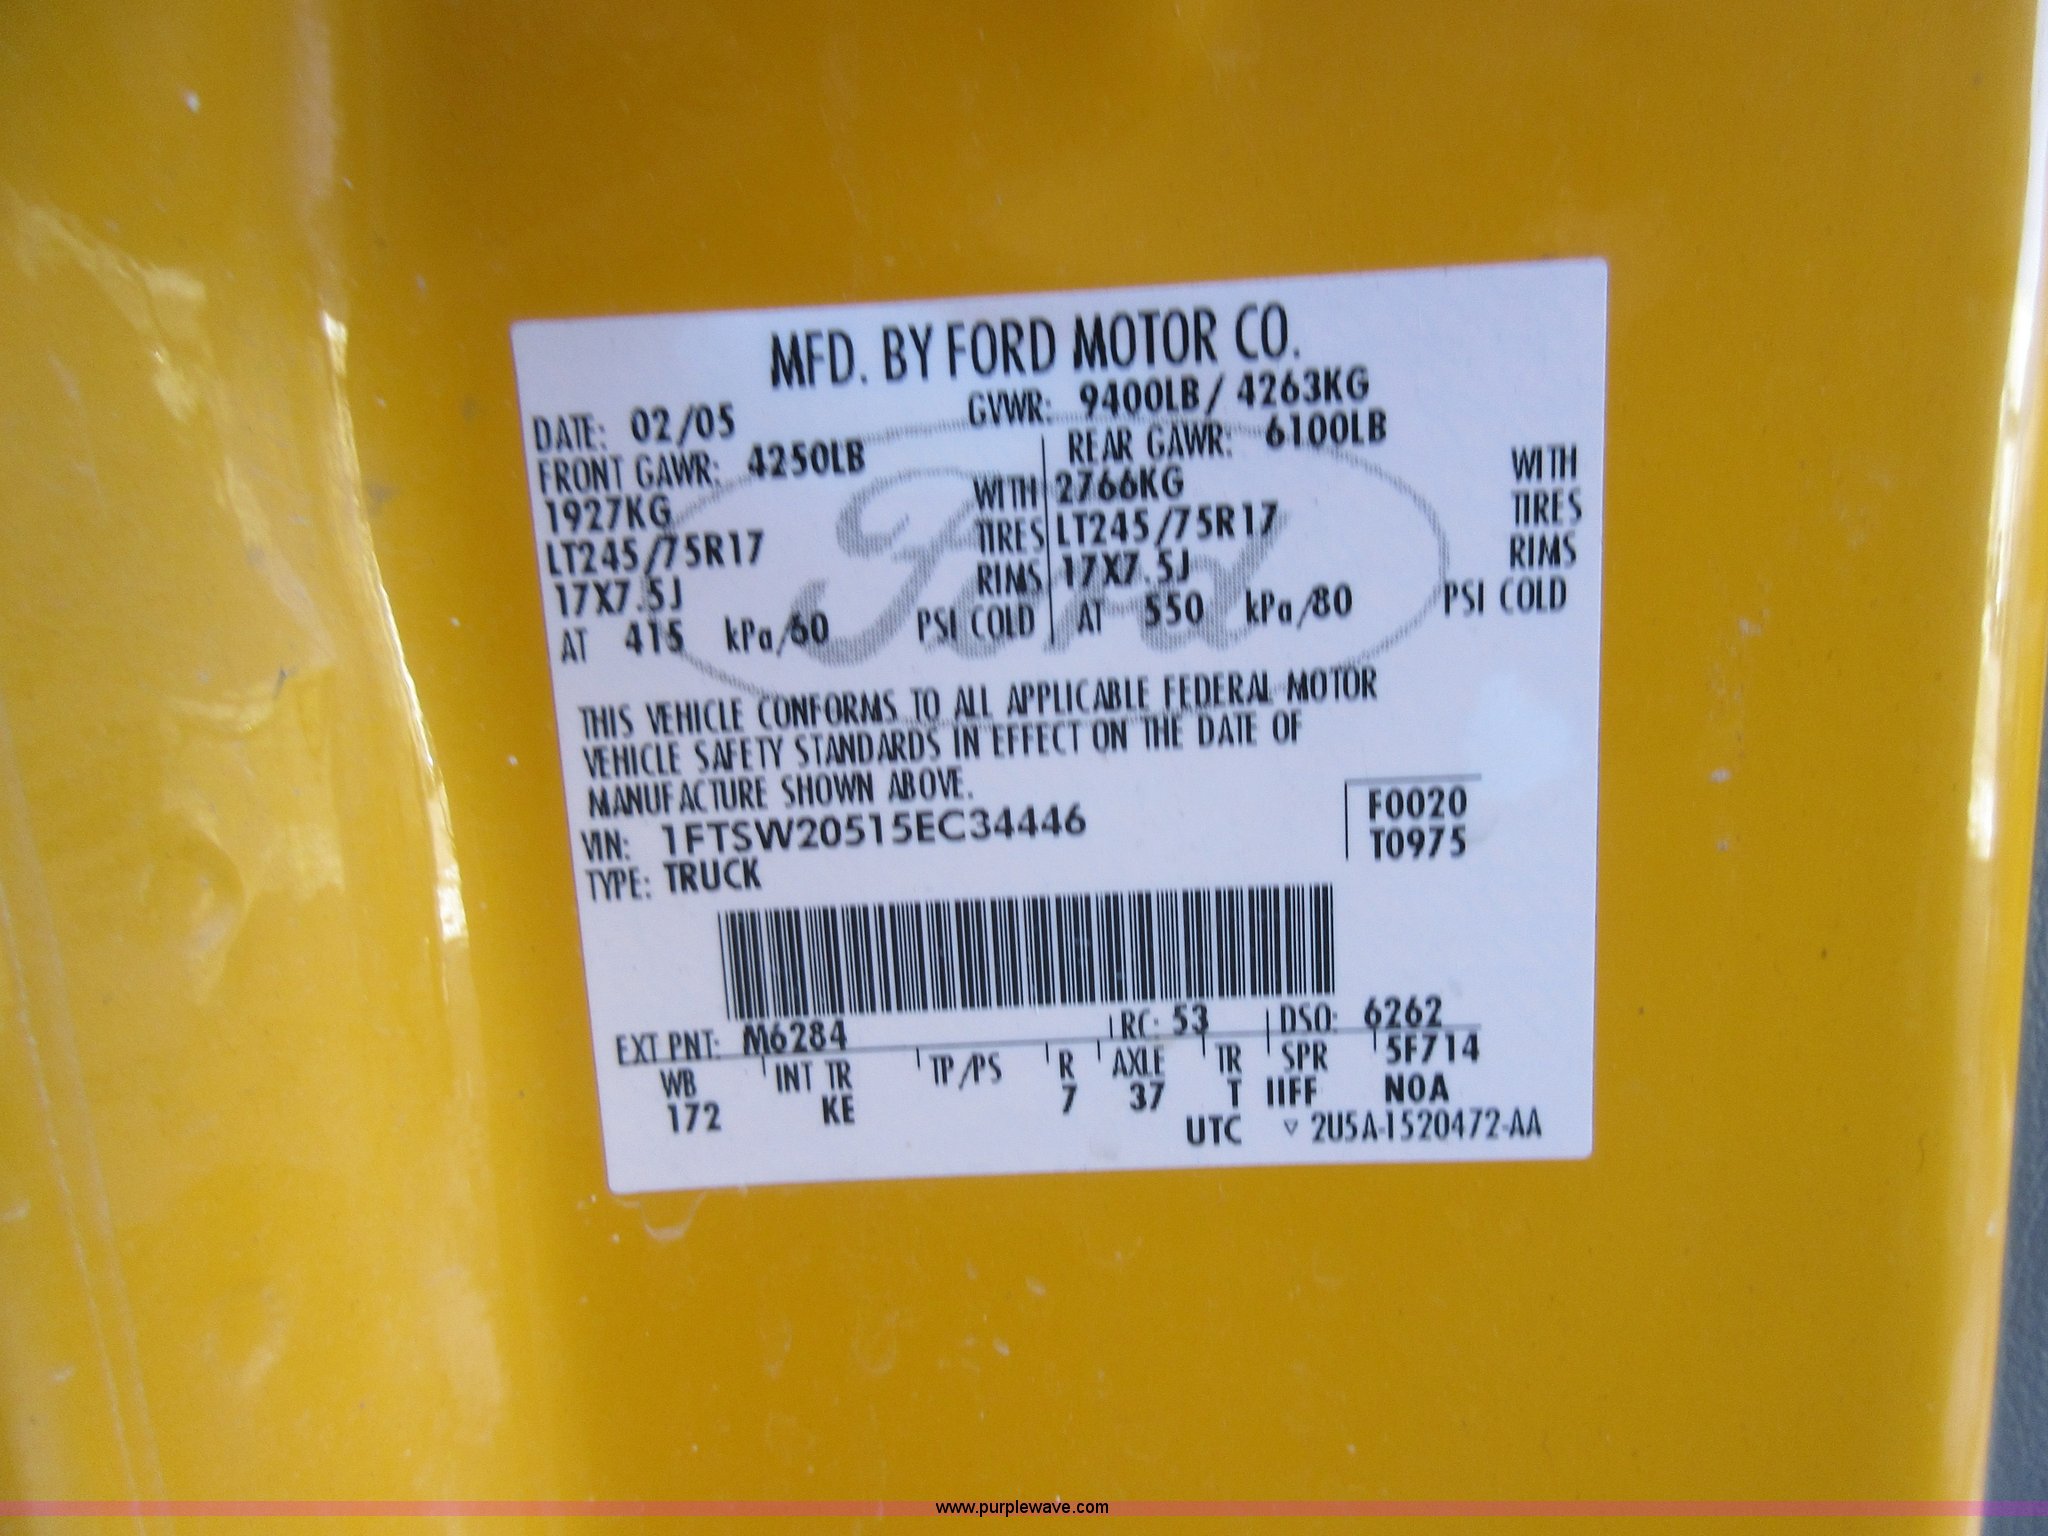 MFD. BY FORD MOTOR CO.
DATE: 02/05 GVWR: 9400LB / 4263KG
FRONT GAWR: 4250LB REAR GAWR: 6100LB
1927KG WITH 2766KG WITH
LT245/75R17 TIRES LT245/75R17 TIRES
17X7.5J RIMS 17X7.5J RIMS
AT 415 kPa/60 PSI COLD AT 550 kPa/80 PSI COLD
Ford
THIS VEHICLE CONFORMS TO ALL APPLICABLE FEDERAL MOTOR
VEHICLE SAFETY STANDARDS IN EFFECT ON THE DATE OF
MANUFACTURE SHOWN ABOVE.
VIN: 1FTSW20515EC34446 F0020
TYPE: TRUCK T0975
EXT PNT: M6284 RC: 53 DSO: 6262
WB INT TR TP/PS R AXLE TR SPR 5F714
172 KE 7 37 T IIFF N0A
UTC ▽ 2U5A-1520472-AA
www.purplewave.com